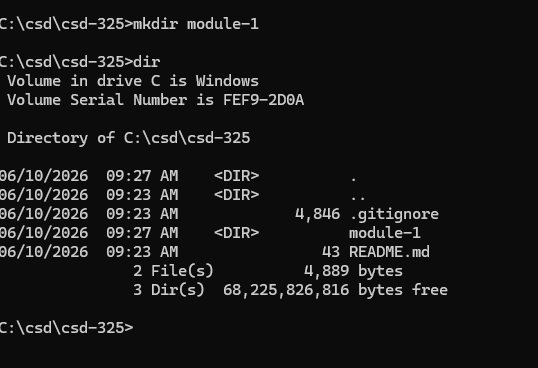 C:\csd\csd-325>mkdir module-1
C:\csd\csd-325>dir
Volume in drive C is Windows
Volume Serial Number is FEF9-2D0A
Directory of C:\csd\csd-325
06/10/2026 09:27 AM <DIR> .
06/10/2026 09:23 AM <DIR> ..
06/10/2026 09:23 AM 4,846 .gitignore
06/10/2026 09:27 AM <DIR> module-1
06/10/2026 09:23 AM 43 README.md
2 File(s) 4,889 bytes
3 Dir(s) 68,225,826,816 bytes free
C:\csd\csd-325>